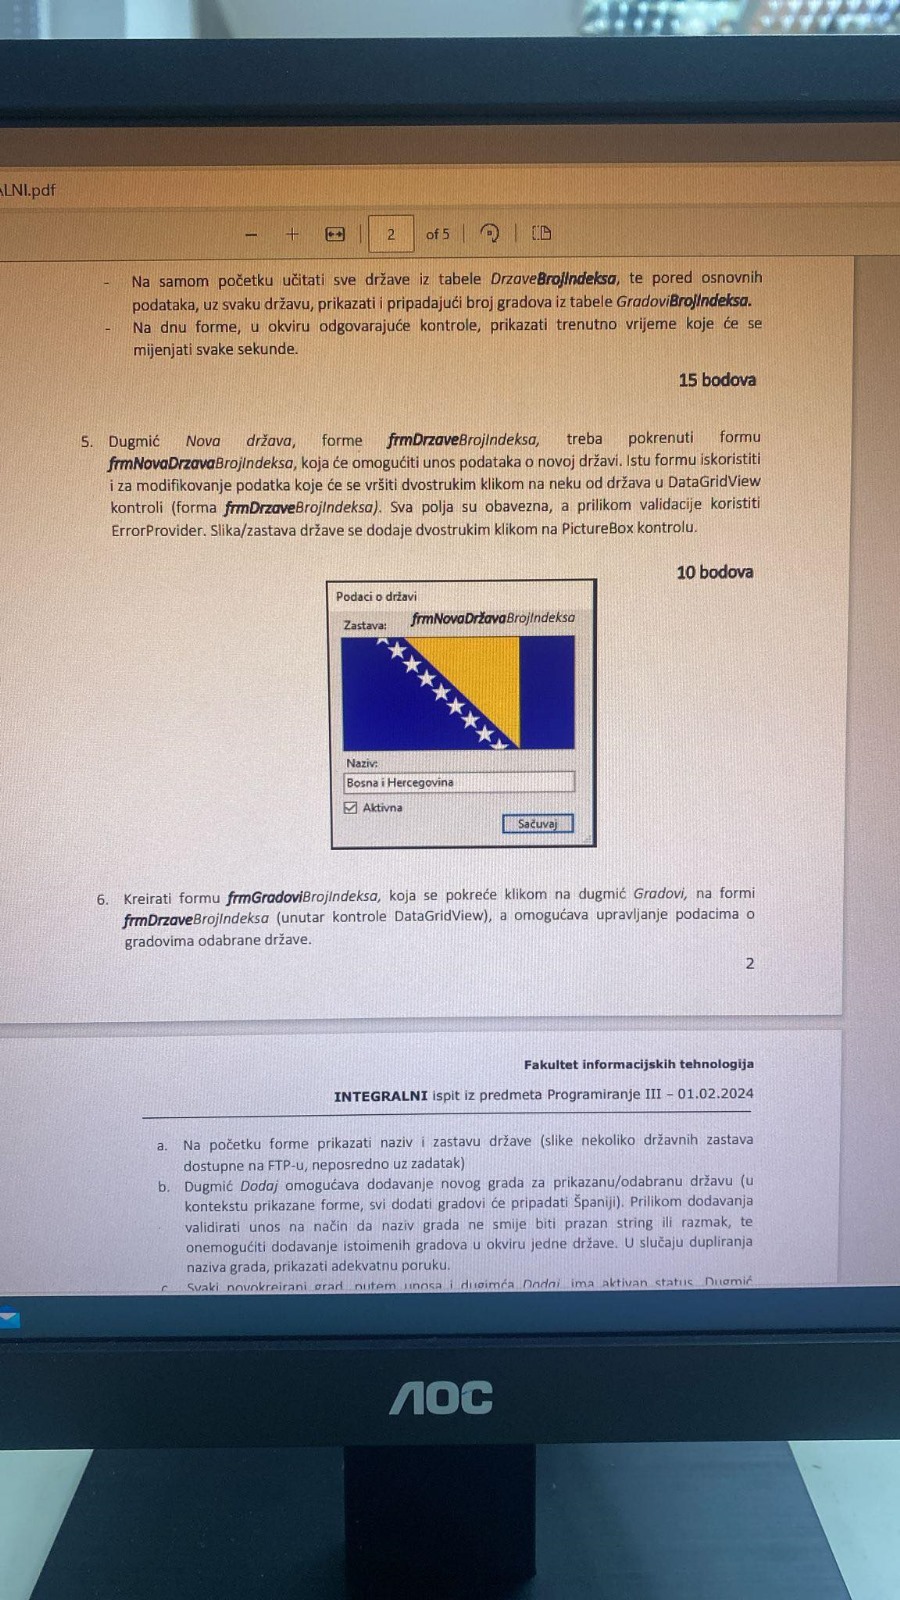 ALNI.pdf
2 of 5
- Na samom početku učitati sve države iz tabele DrzaveBrojIndeksa, te pored osnovnih
podataka, uz svaku državu, prikazati i pripadajući broj gradova iz tabele GradoviBrojIndeksa.
- Na dnu forme, u okviru odgovarajuće kontrole, prikazati trenutno vrijeme koje će se
mijenjati svake sekunde.
15 bodova
5. Dugmić Nova država, forme frmDrzaveBrojIndeksa, treba pokrenuti formu
frmNovaDrzavaBrojIndeksa, koja će omogućiti unos podataka o novoj državi. Istu formu iskoristiti
i za modifikovanje podatka koje će se vršiti dvostrukim klikom na neku od država u DataGridView
kontroli (forma frmDrzaveBrojIndeksa). Sva polja su obavezna, a prilikom validacije koristiti
ErrorProvider. Slika/zastava države se dodaje dvostrukim klikom na PictureBox kontrolu.
10 bodova
Podaci o državi
Zastava:
frmNovaDržavaBrojIndeksa
Naziv:
Bosna i Hercegovina
Aktivna
Sačuvaj
6. Kreirati formu frmGradoviBrojIndeksa, koja se pokreće klikom na dugmić Gradovi, na formi
frmDrzaveBrojIndeksa (unutar kontrole DataGridView), a omogućava upravljanje podacima o
gradovima odabrane države.
2
Fakultet informacijskih tehnologija
INTEGRALNI ispit iz predmeta Programiranje III – 01.02.2024
a. Na početku forme prikazati naziv i zastavu države (slike nekoliko državnih zastava
dostupne na FTP-u, neposredno uz zadatak)
b. Dugmić Dodaj omogućava dodavanje novog grada za prikazanu/odabranu državu (u
kontekstu prikazane forme, svi dodati gradovi će pripadati Španiji). Prilikom dodavanja
validirati unos na način da naziv grada ne smije biti prazan string ili razmak, te
onemogućiti dodavanje istoimenih gradova u okviru jedne države. U slučaju dupliranja
naziva grada, prikazati adekvatnu poruku.
c. Svaki novokreirani grad, putem unosa i dugmića Dodaj, ima aktivan status. Dugmić
AOC